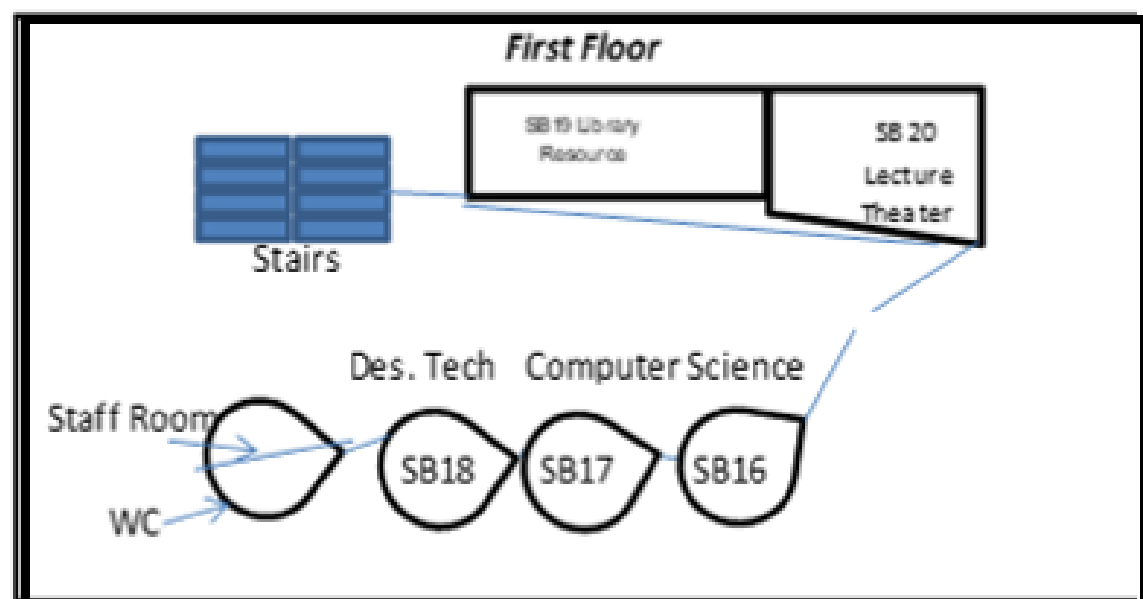 First Floor
SB19 Library
Resource
SB 20
Lecture
Theater
Stairs
Des. Tech
Computer Science
Staff Room
SB18
SB17
SB16
WC